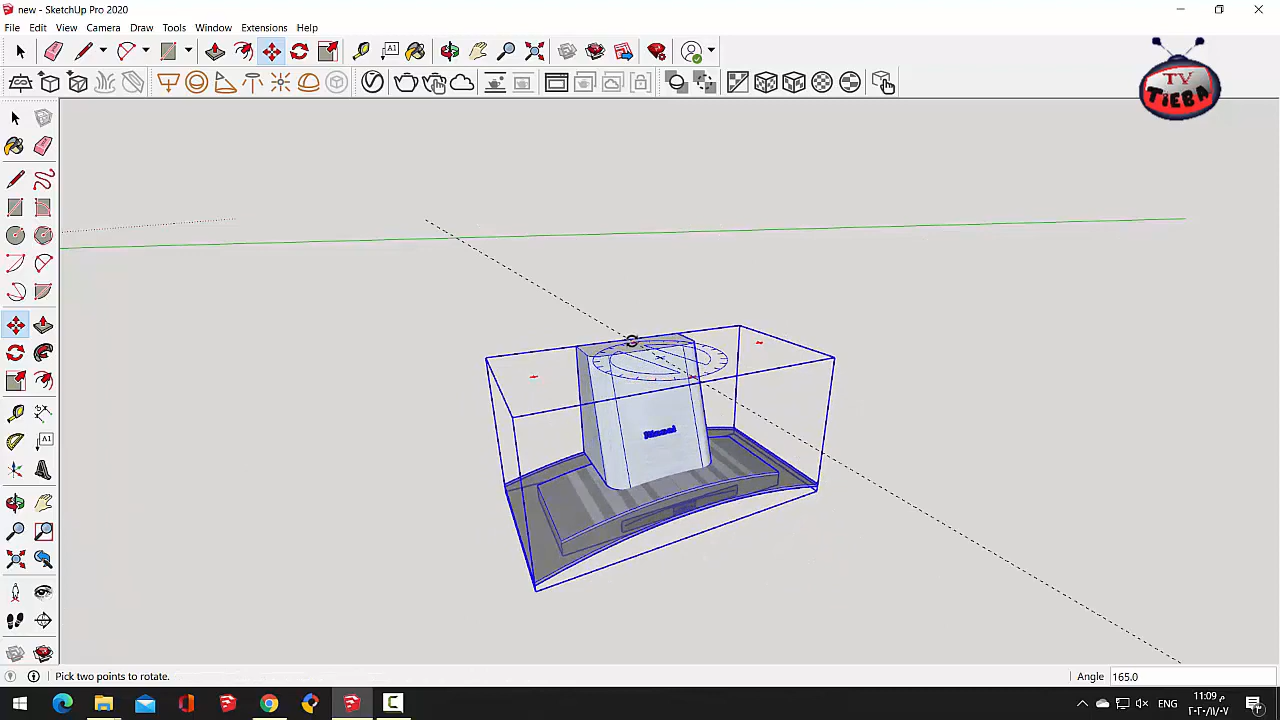 new - SketchUp Pro 2020
File Edit View Camera Draw Tools Window Extensions Help
TV
TiEBA
Rinnai
Pick two points to rotate.
Angle 165.0
ENG
11:09 م